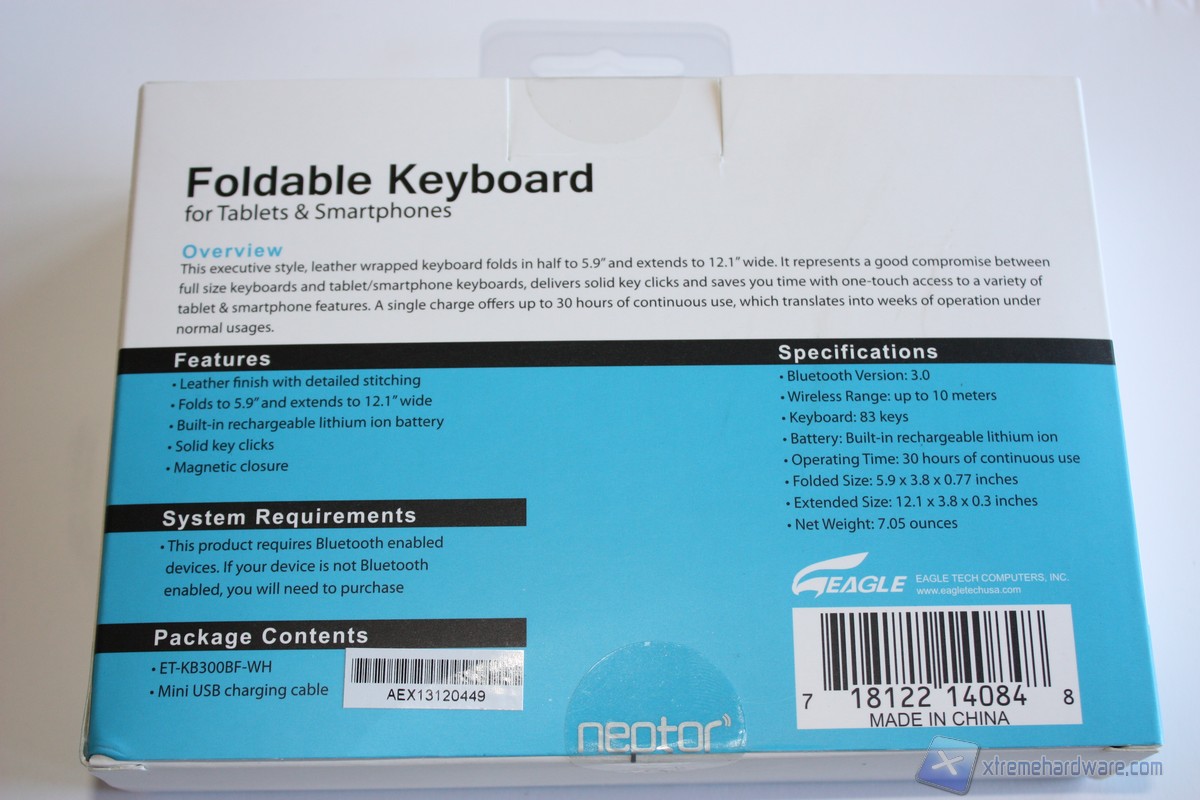 Foldable Keyboard
for Tablets & Smartphones
Overview
This executive style, leather wrapped keyboard folds in half to 5.9" and extends to 12.1" wide. It represents a good compromise between
full size keyboards and tablet/smartphone keyboards, delivers solid key clicks and saves you time with one-touch access to a variety of
tablet & smartphone features. A single charge offers up to 30 hours of continuous use, which translates into weeks of operation under
normal usages.
Features
• Leather finish with detailed stitching
• Folds to 5.9" and extends to 12.1" wide
• Built-in rechargeable lithium ion battery
• Solid key clicks
• Magnetic closure
System Requirements
• This product requires Bluetooth enabled
devices. If your device is not Bluetooth
enabled, you will need to purchase
Package Contents
• ET-KB300BF-WH
• Mini USB charging cable
AEX13120449
Specifications
• Bluetooth Version: 3.0
• Wireless Range: up to 10 meters
• Keyboard: 83 keys
• Battery: Built-in rechargeable lithium ion
• Operating Time: 30 hours of continuous use
• Folded Size: 5.9 x 3.8 x 0.77 inches
• Extended Size: 12.1 x 3.8 x 0.3 inches
• Net Weight: 7.05 ounces
EAGLE
EAGLE TECH COMPUTERS, INC.
www.eagletechusa.com
7 18122 14084 8
MADE IN CHINA
neptor
xtremehardware.com